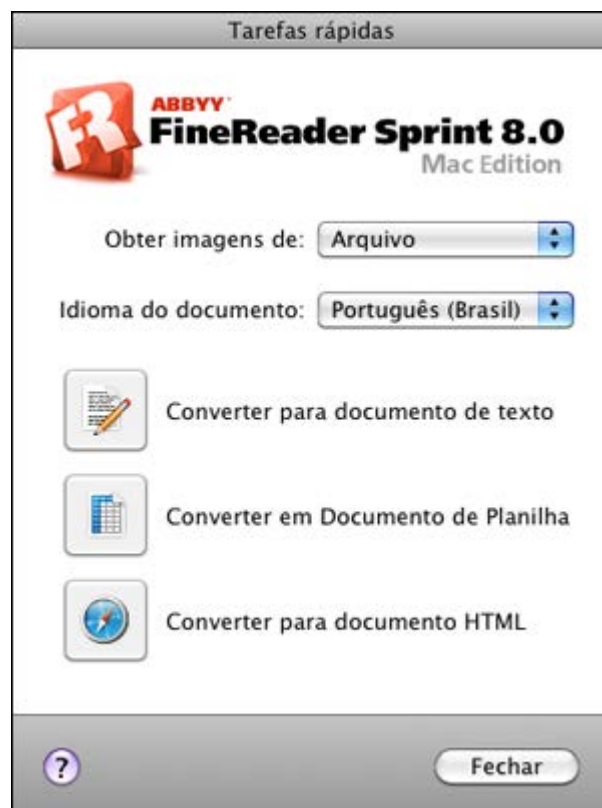 Tarefas rápidas
ABBYY
FineReader Sprint 8.0
Mac Edition
Obter imagens de: Arquivo
Idioma do documento: Português (Brasil)
Converter para documento de texto
Converter em Documento de Planilha
Converter para documento HTML
? Fechar